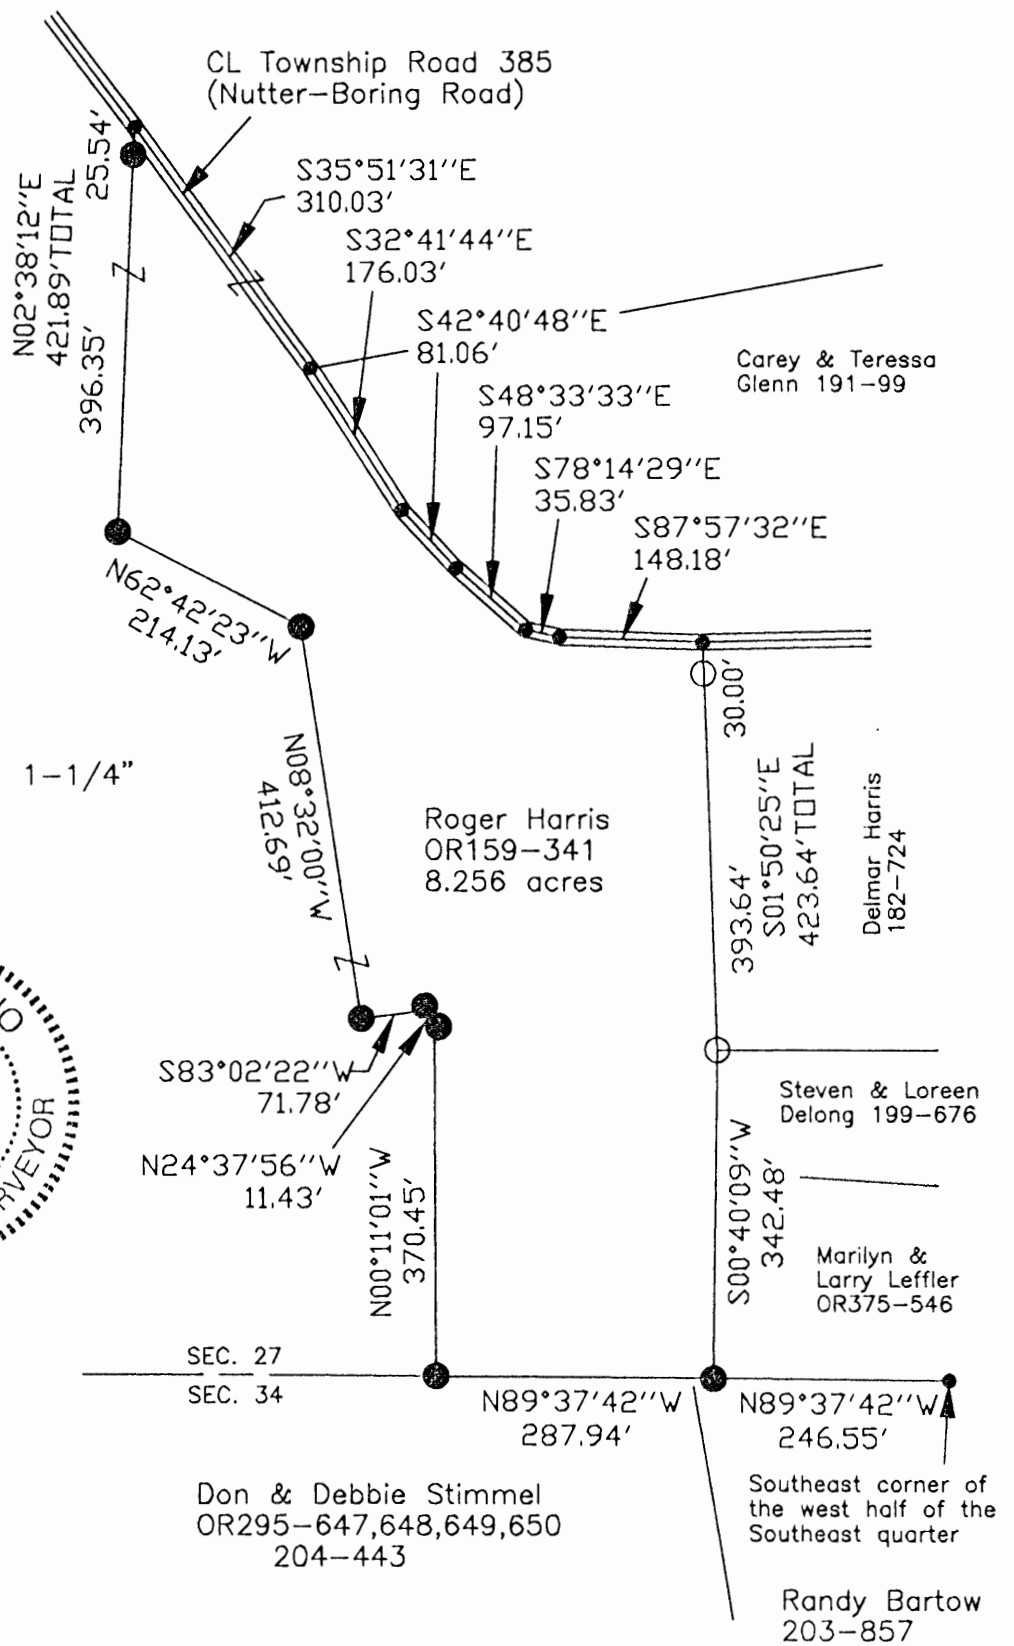 CL Township Road 385
(Nutter-Boring Road)
25.54'
N02°38'12''E
421.89'TOTAL
396.35'
S35°51'31''E
310.03'
S32°41'44''E
176.03'
S42°40'48''E
81.06'
Carey & Teressa
Glenn 191-99
S48°33'33''E
97.15'
S78°14'29''E
35.83'
S87°57'32''E
148.18'
N62°42'23''W
214.13'
30.00'
1-1/4"
N08°32'00''W
412.69'
Roger Harris
OR159-341
8.256 acres
393.64'
S01°50'25''E
423.64'TOTAL
Delmar Harris
182-724
S83°02'22''W
71.78'
N24°37'56''W
11.43'
N00°11'01''W
370.45'
Steven & Loreen
Delong 199-676
S00°40'09''W
342.48'
Marilyn &
Larry Leffler
OR375-546
SEC. 27
SEC. 34
N89°37'42''W
287.94'
N89°37'42''W
246.55'
Southeast corner of
the west half of the
Southeast quarter
Don & Debbie Stimmel
OR295-647,648,649,650
204-443
Randy Bartow
203-857